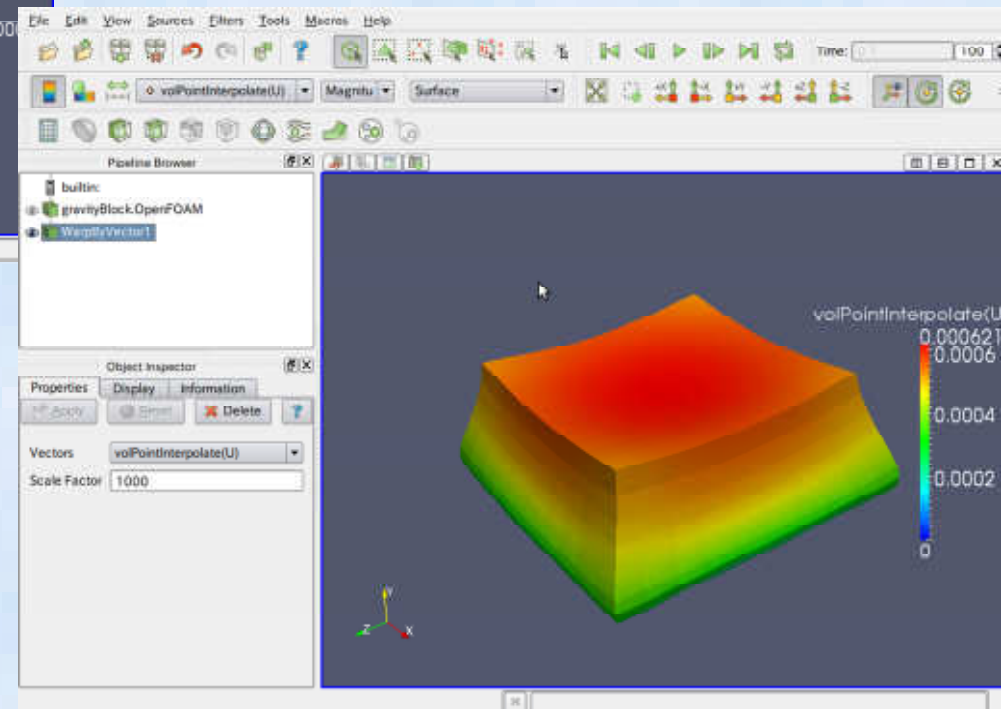 File Edit View Sources Filters Tools Macros Help
Time: 100
volPointInterpolate(U) Magnitu Surface
Pipeline Browser
builtin:
gravityBlock.OpenFOAM
WarpByVector1
Object Inspector
Properties Display Information
Apply Reset Delete ?
Vectors volPointInterpolate(U)
Scale Factor 1000
volPointInterpolate(U
0.000621
0.0006
0.0004
0.0002
0
Y
Z X